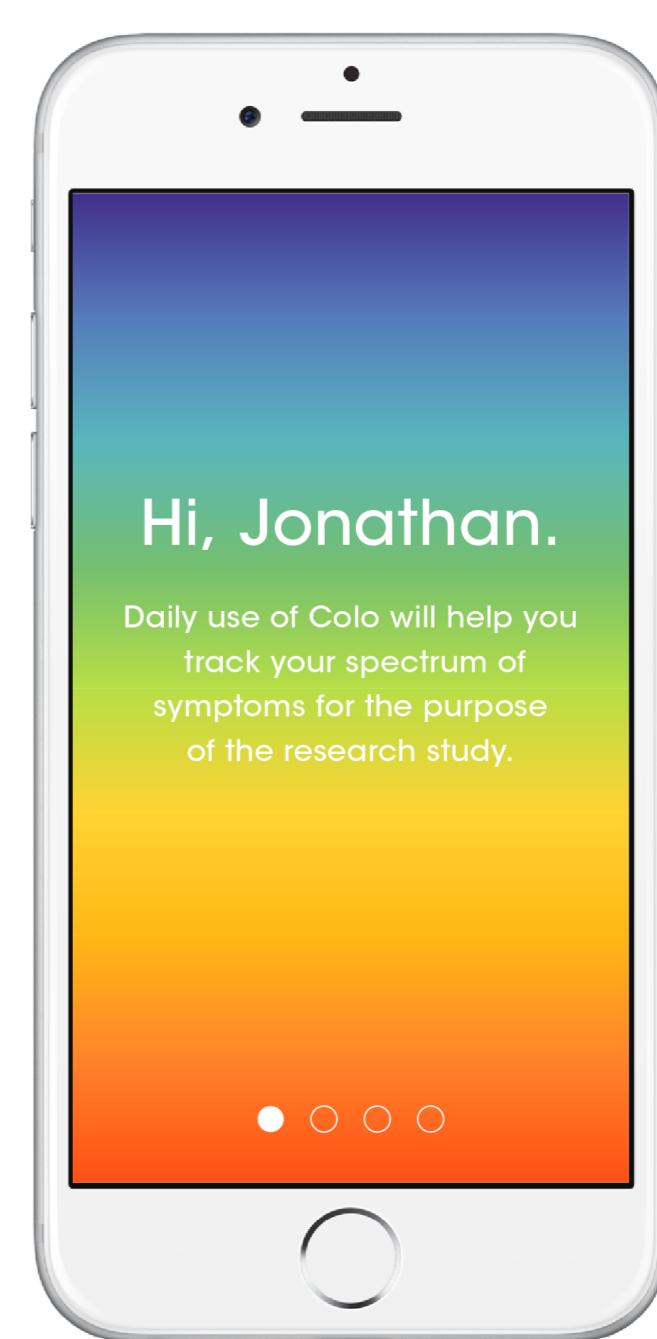 Hi, Jonathan.
Daily use of Colo will help you
track your spectrum of
symptoms for the purpose
of the research study.